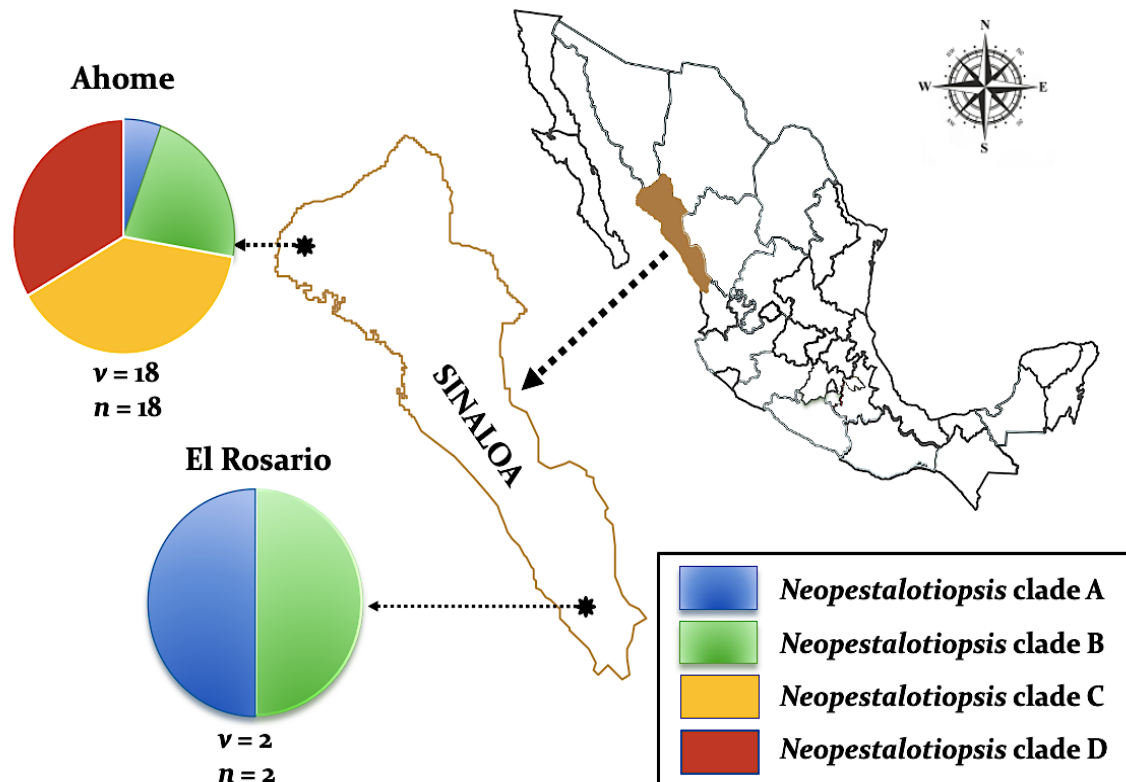 Ahome
v = 18
n = 18
N
W
E
S
SINALOA
El Rosario
v = 2
n = 2
Neopestalotiopsis clade A
Neopestalotiopsis clade B
Neopestalotiopsis clade C
Neopestalotiopsis clade D